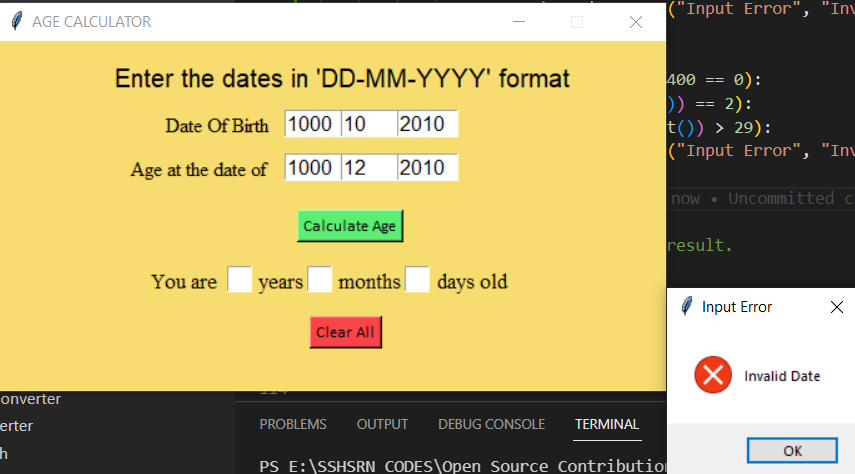 AGE CALCULATOR
("Input Error", "Inv
Enter the dates in 'DD-MM-YYYY' format
400 == 0):
)) == 2):
Date Of Birth 1000 10 2010
t()) > 29):
("Input Error", "Inv
Age at the date of 1000 12 2010
now • Uncommitted c
Calculate Age
result.
You are years months days old
Input Error
Clear All
Invalid Date
onverter
erter
PROBLEMS OUTPUT DEBUG CONSOLE TERMINAL
OK
h
PS E:\SSHSRN CODES\Open Source Contribution